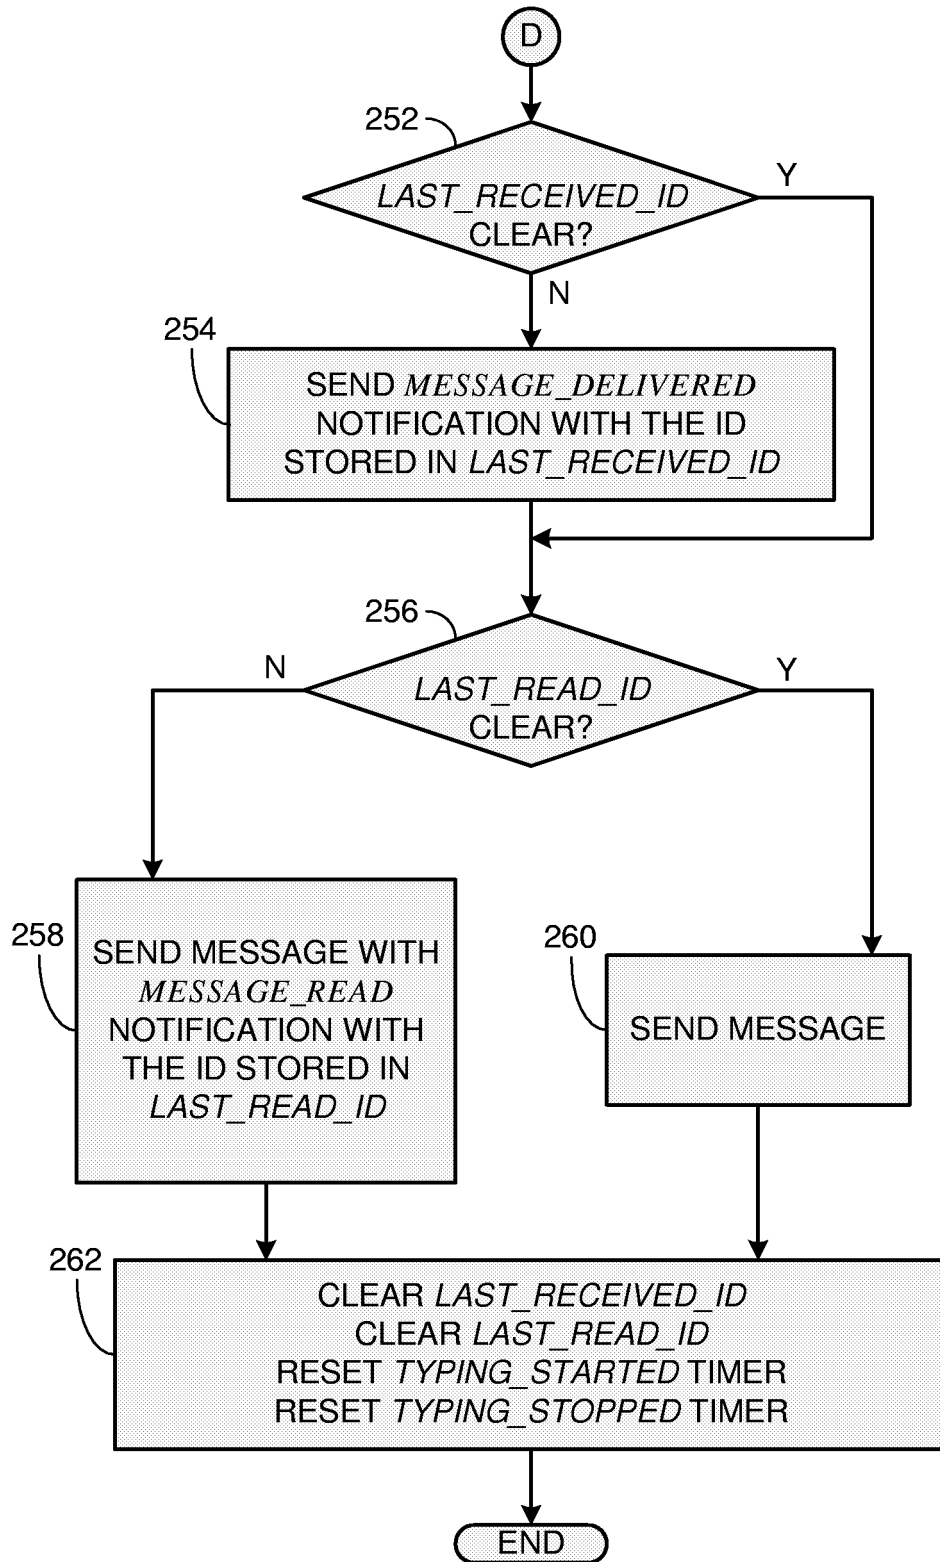 D
252
LAST_RECEIVED_ID
CLEAR?
Y
N
254
SEND MESSAGE_DELIVERED
NOTIFICATION WITH THE ID
STORED IN LAST_RECEIVED_ID
256
N
LAST_READ_ID
CLEAR?
Y
258
SEND MESSAGE WITH
MESSAGE_READ
NOTIFICATION WITH
THE ID STORED IN
LAST_READ_ID
260
SEND MESSAGE
262
CLEAR LAST_RECEIVED_ID
CLEAR LAST_READ_ID
RESET TYPING_STARTED TIMER
RESET TYPING_STOPPED TIMER
END